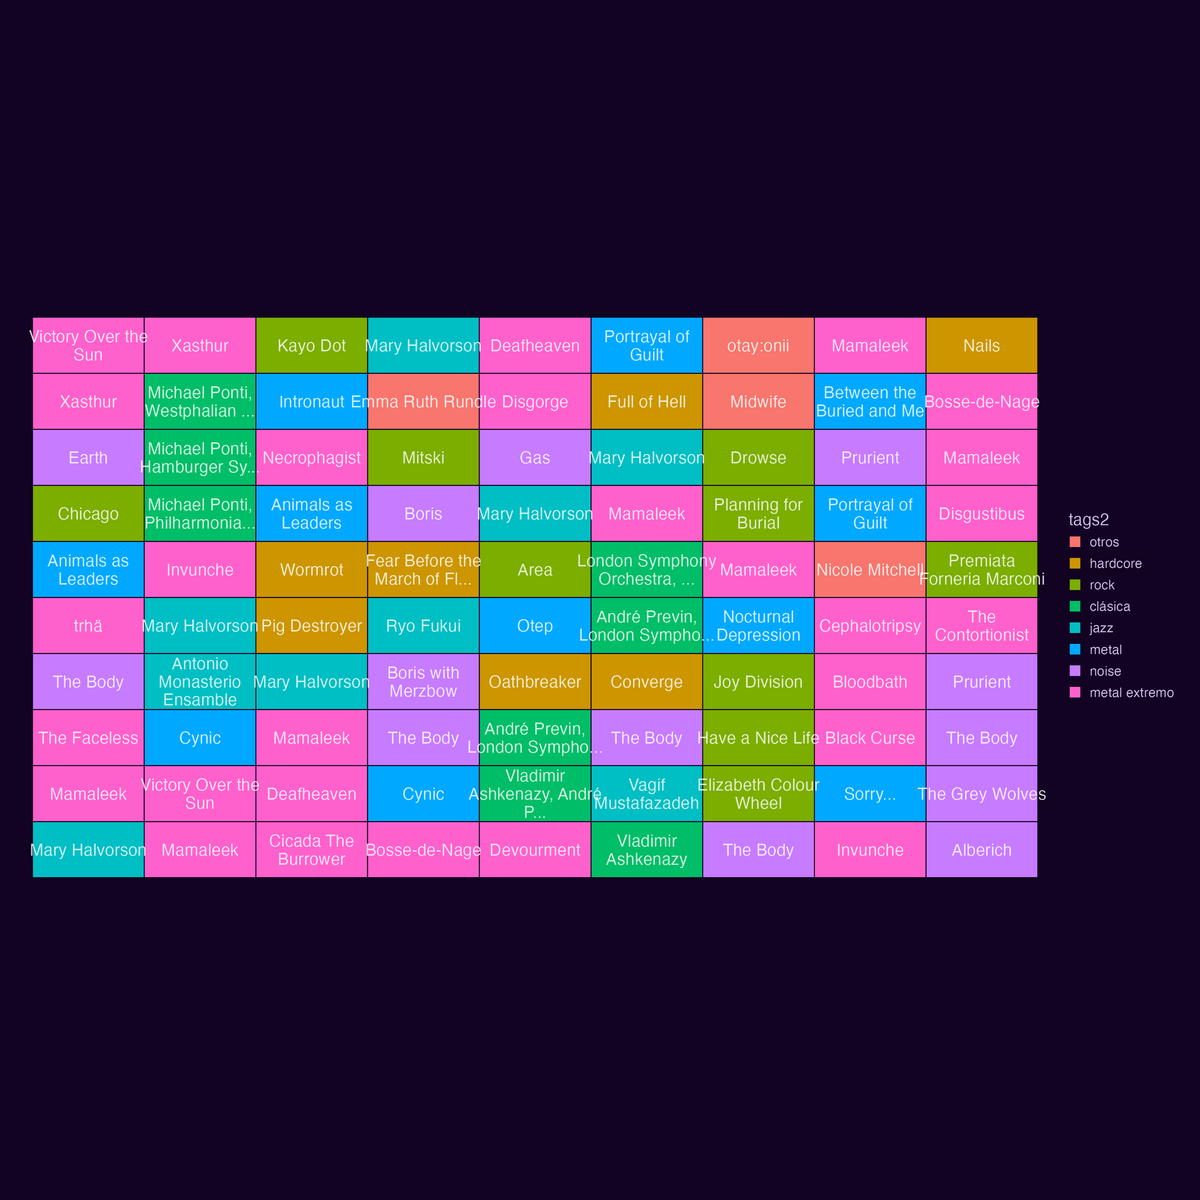 Victory Over the
Sun
Xasthur
Kayo Dot
Mary Halvorson
Deafheaven
Portrayal of
Guilt
otay:onii
Mamaleek
Nails
Xasthur
Michael Ponti,
Westphalian ...
Intronaut
Emma Ruth Rundle
Disgorge
Full of Hell
Midwife
Between the
Buried and Me
Bosse-de-Nage
Earth
Michael Ponti,
Hamburger Sy...
Necrophagist
Mitski
Gas
Mary Halvorson
Drowse
Prurient
Mamaleek
Chicago
Michael Ponti,
Philharmonia...
Animals as
Leaders
Boris
Mary Halvorson
Mamaleek
Planning for
Burial
Portrayal of
Guilt
Disgustibus
Animals as
Leaders
Invunche
Wormrot
Fear Before the
March of Fl...
Area
London Symphony
Orchestra, ...
Mamaleek
Nicole Mitchell
Premiata
Forneria Marconi
trhä
Mary Halvorson
Pig Destroyer
Ryo Fukui
Otep
André Previn,
London Sympho...
Nocturnal
Depression
Cephalotripsy
The
Contortionist
The Body
Antonio
Monasterio
Ensamble
Mary Halvorson
Boris with
Merzbow
Oathbreaker
Converge
Joy Division
Bloodbath
Prurient
The Faceless
Cynic
Mamaleek
The Body
André Previn,
London Sympho...
The Body
Have a Nice Life
Black Curse
The Body
Mamaleek
Victory Over the
Sun
Deafheaven
Cynic
Vladimir
Ashkenazy, André
P...
Vagif
Mustafazadeh
Elizabeth Colour
Wheel
Sorry...
The Grey Wolves
Mary Halvorson
Mamaleek
Cicada The
Burrower
Bosse-de-Nage
Devourment
Vladimir
Ashkenazy
The Body
Invunche
Alberich
tags2
otros
hardcore
rock
clásica
jazz
metal
noise
metal extremo